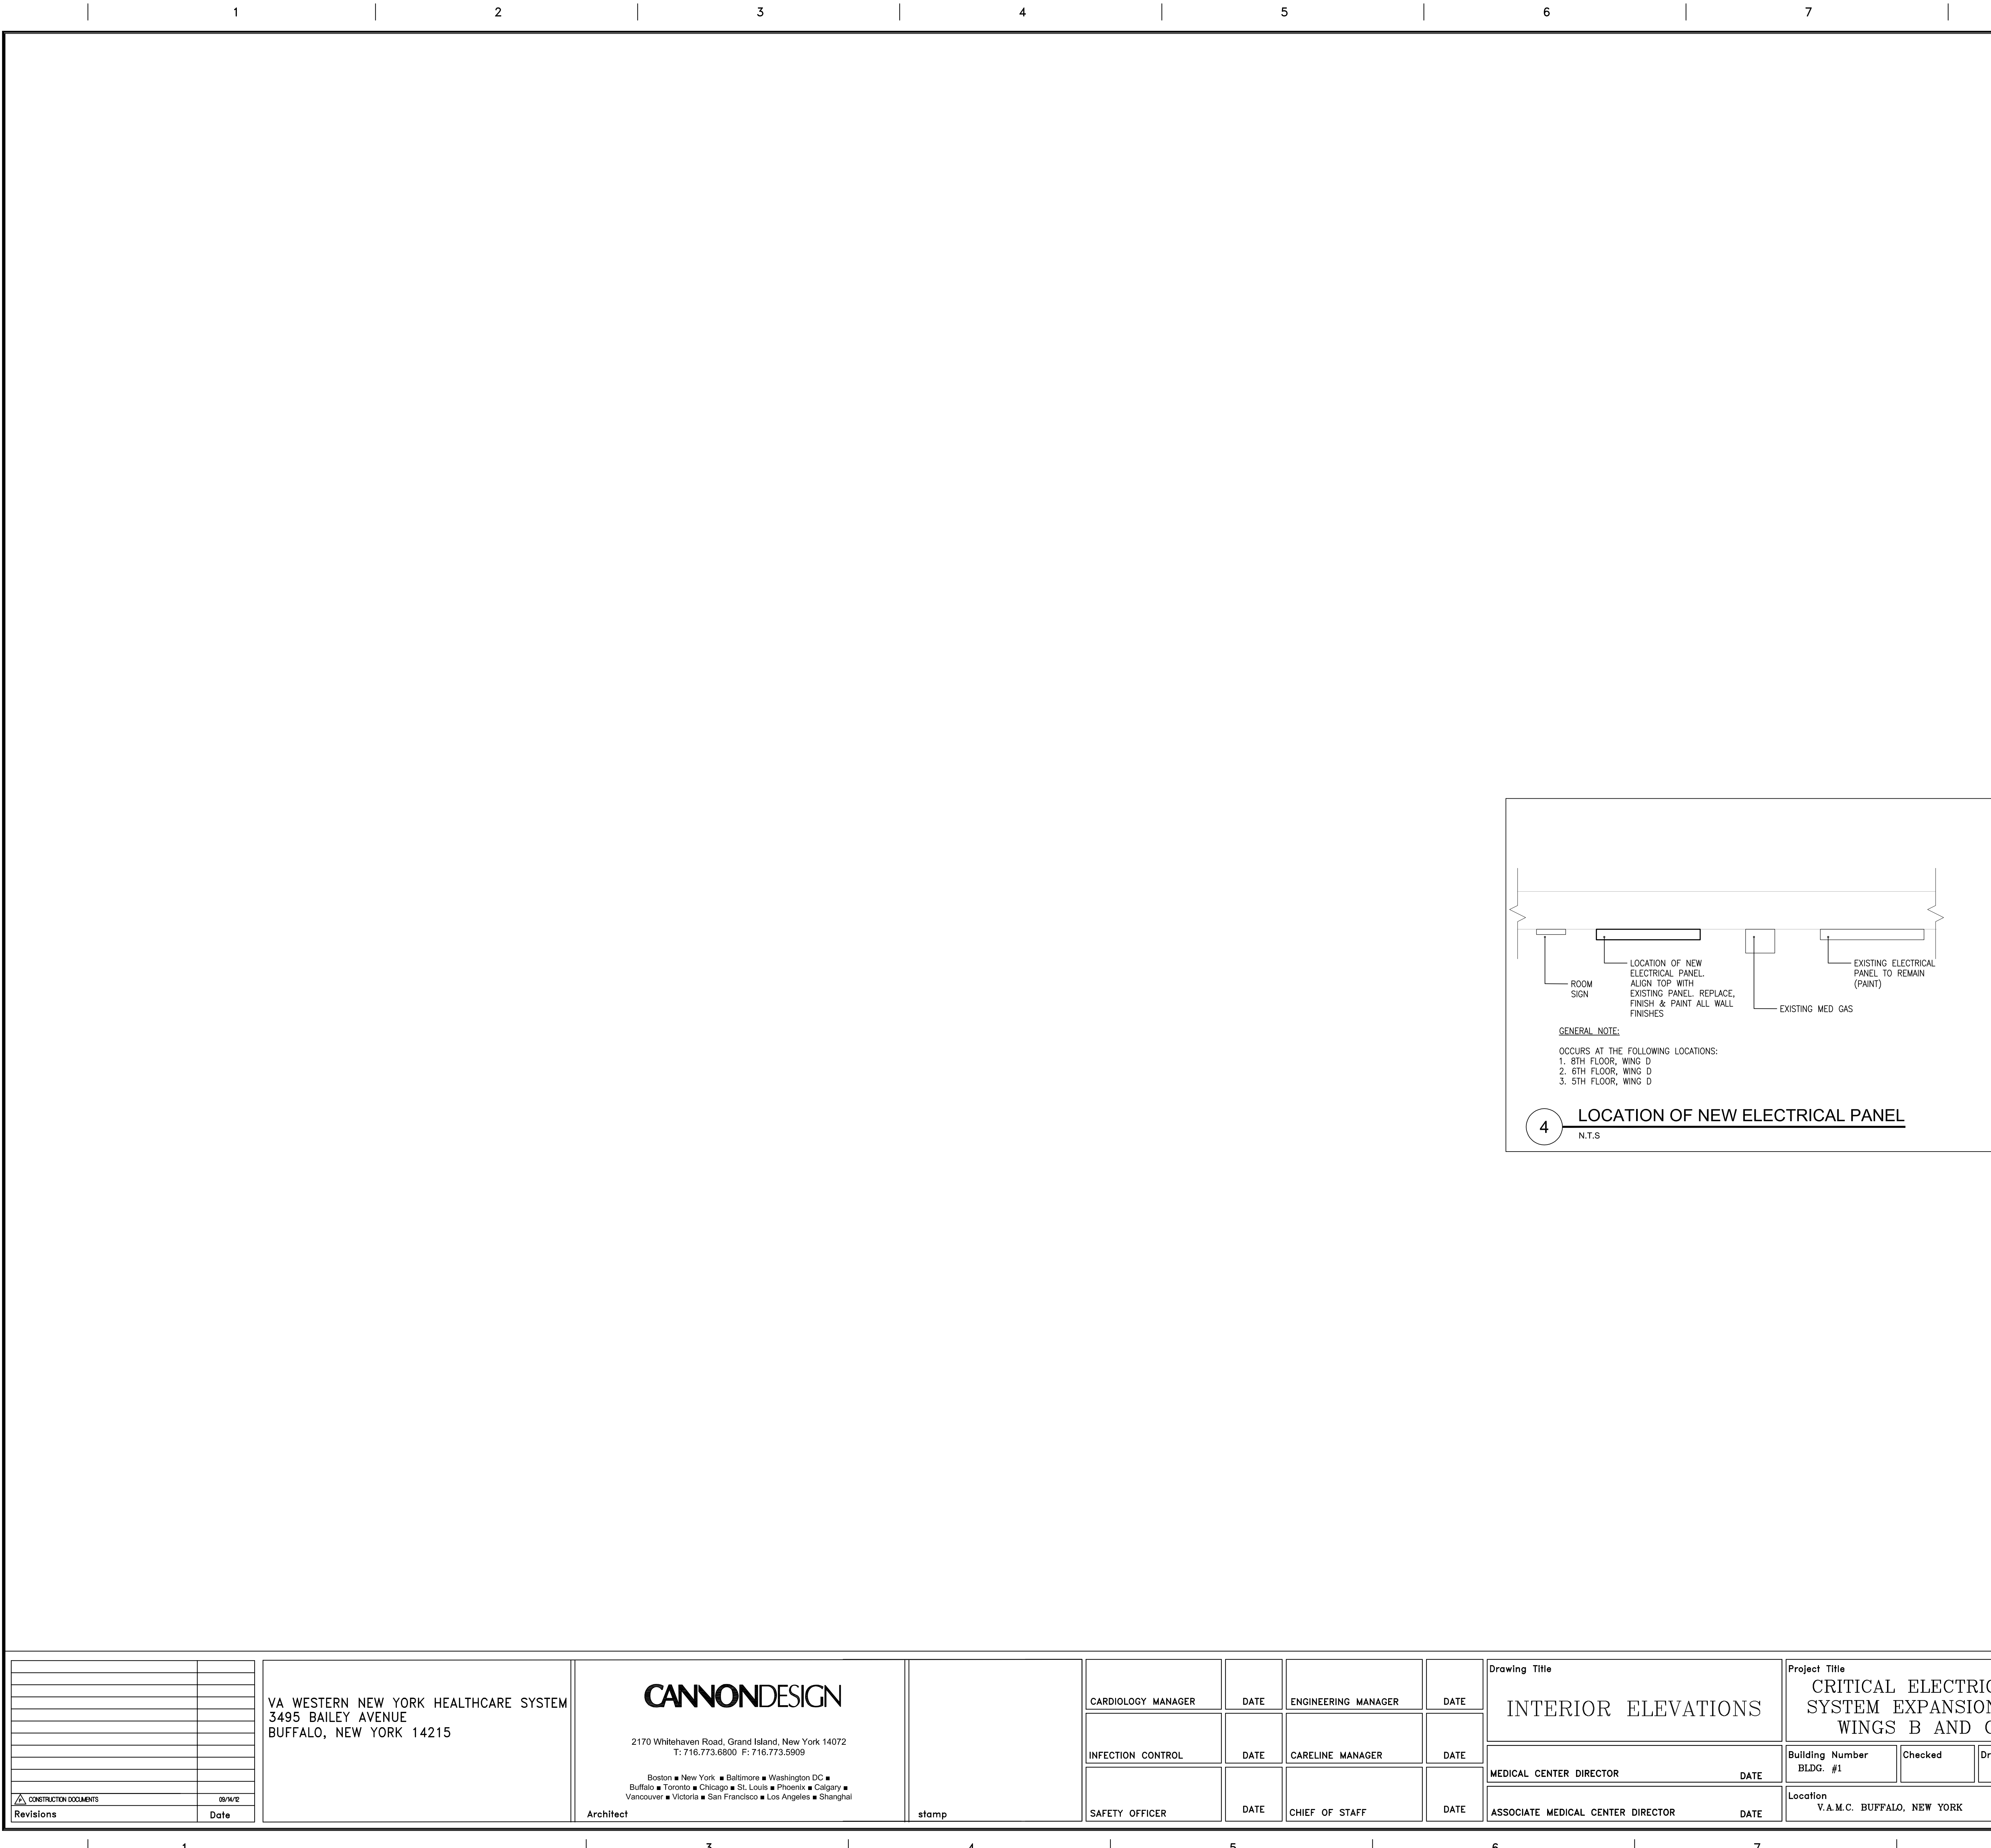 1 2 3 4 5 6 7
ROOM
SIGN
LOCATION OF NEW
ELECTRICAL PANEL.
ALIGN TOP WITH
EXISTING PANEL. REPLACE,
FINISH & PAINT ALL WALL
FINISHES
EXISTING MED GAS
EXISTING ELECTRICAL
PANEL TO REMAIN
(PAINT)
GENERAL NOTE:
OCCURS AT THE FOLLOWING LOCATIONS:
1. 8TH FLOOR, WING D
2. 6TH FLOOR, WING D
3. 5TH FLOOR, WING D
4
LOCATION OF NEW ELECTRICAL PANEL
N.T.S
CONSTRUCTION DOCUMENTS 09/14/12
Revisions Date
VA WESTERN NEW YORK HEALTHCARE SYSTEM
3495 BAILEY AVENUE
BUFFALO, NEW YORK 14215
CANNONDESIGN
2170 Whitehaven Road, Grand Island, New York 14072
T: 716.773.6800 F: 716.773.5909
Boston ■ New York ■ Baltimore ■ Washington DC ■
Buffalo ■ Toronto ■ Chicago ■ St. Louis ■ Phoenix ■ Calgary ■
Vancouver ■ Victoria ■ San Francisco ■ Los Angeles ■ Shanghai
Architect
stamp
CARDIOLOGY MANAGER DATE ENGINEERING MANAGER DATE
INFECTION CONTROL DATE CARELINE MANAGER DATE
SAFETY OFFICER DATE CHIEF OF STAFF DATE
Drawing Title
INTERIOR ELEVATIONS
MEDICAL CENTER DIRECTOR DATE
ASSOCIATE MEDICAL CENTER DIRECTOR DATE
Project Title
CRITICAL ELECTRIC
SYSTEM EXPANSION
WINGS B AND
Building Number Checked Dr
BLDG. #1
Location
V.A.M.C. BUFFALO, NEW YORK
1 3 4 5 6 7